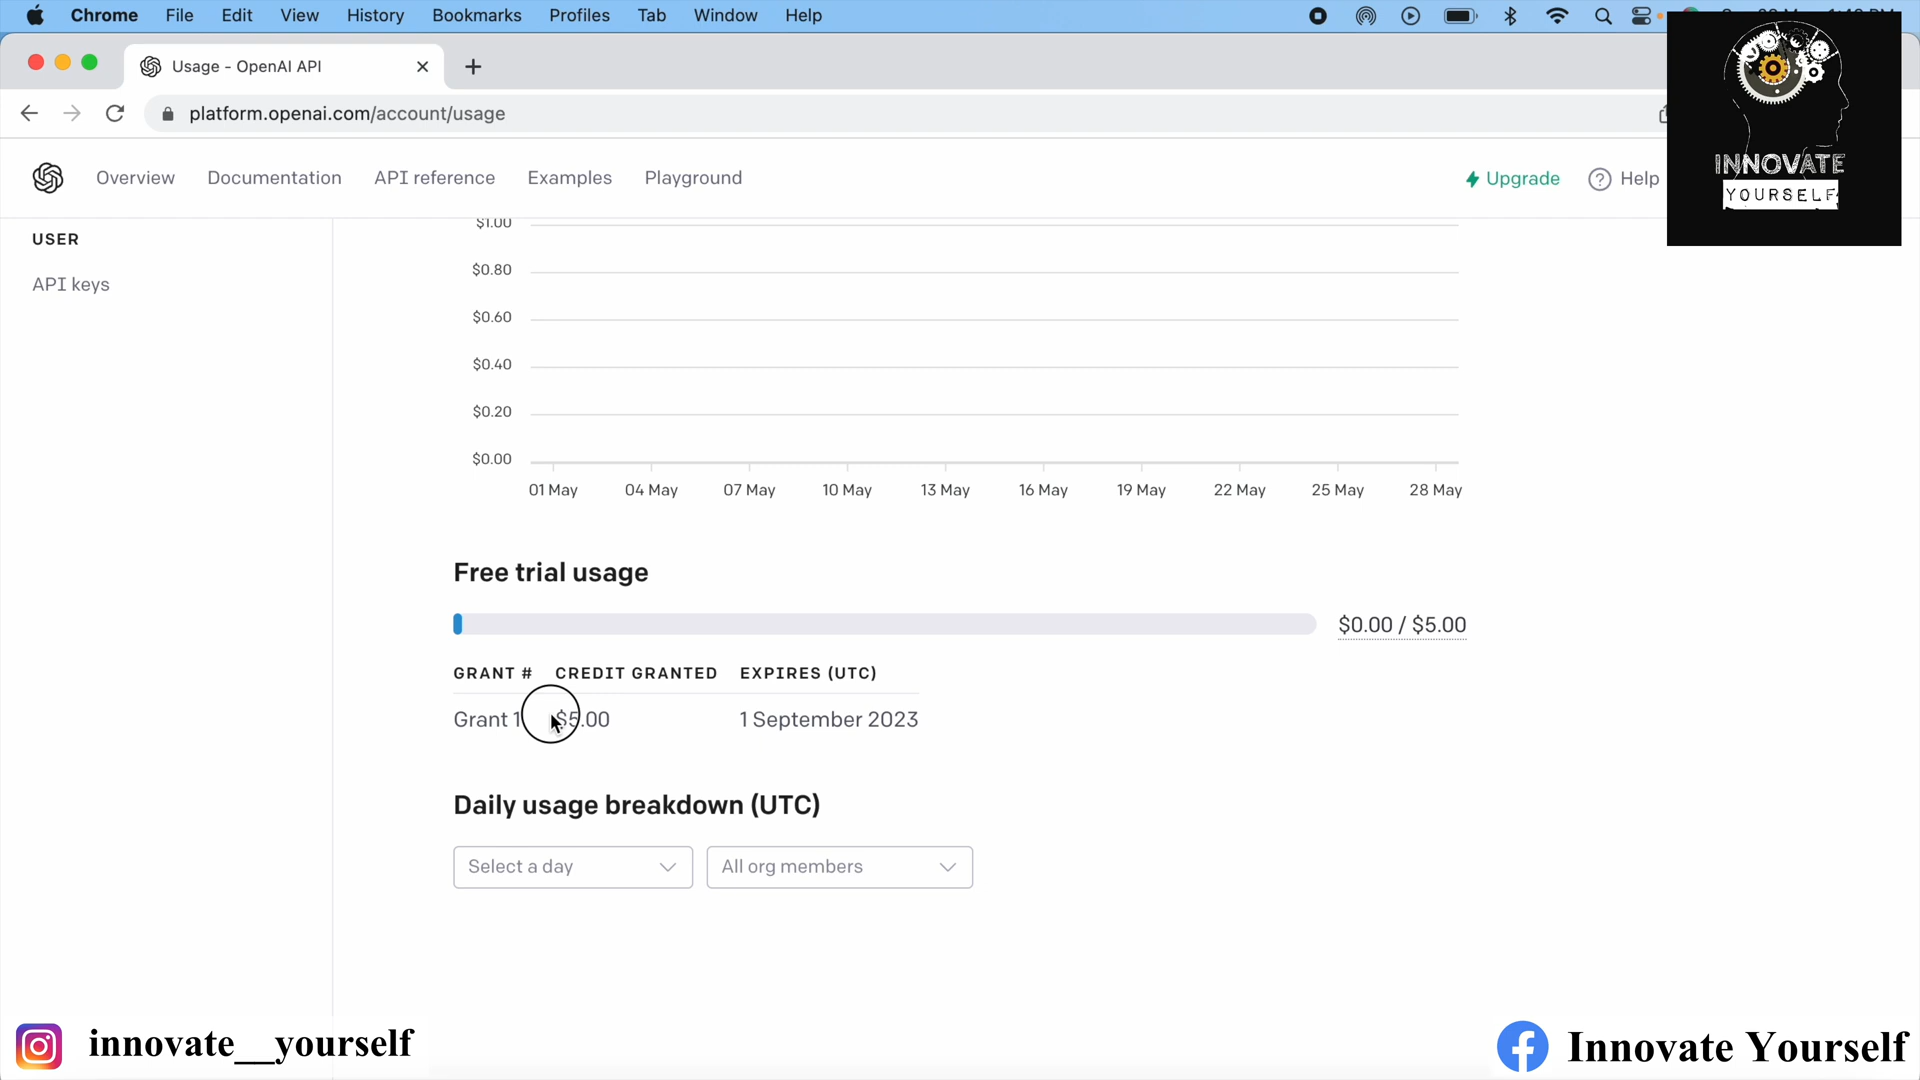 Chrome File Edit View History Bookmarks Profiles Tab Window Help
Usage - OpenAI API
platform.openai.com/account/usage
Overview Documentation API reference Examples Playground Upgrade Help
INNOVATE
YOURSELF
USER
API keys
$1.00
$0.80
$0.60
$0.40
$0.20
$0.00
01 May 04 May 07 May 10 May 13 May 16 May 19 May 22 May 25 May 28 May
Free trial usage
$0.00 / $5.00
GRANT # CREDIT GRANTED EXPIRES (UTC)
Grant 1 $5.00 1 September 2023
Daily usage breakdown (UTC)
Select a day All org members
innovate__yourself Innovate Yourself